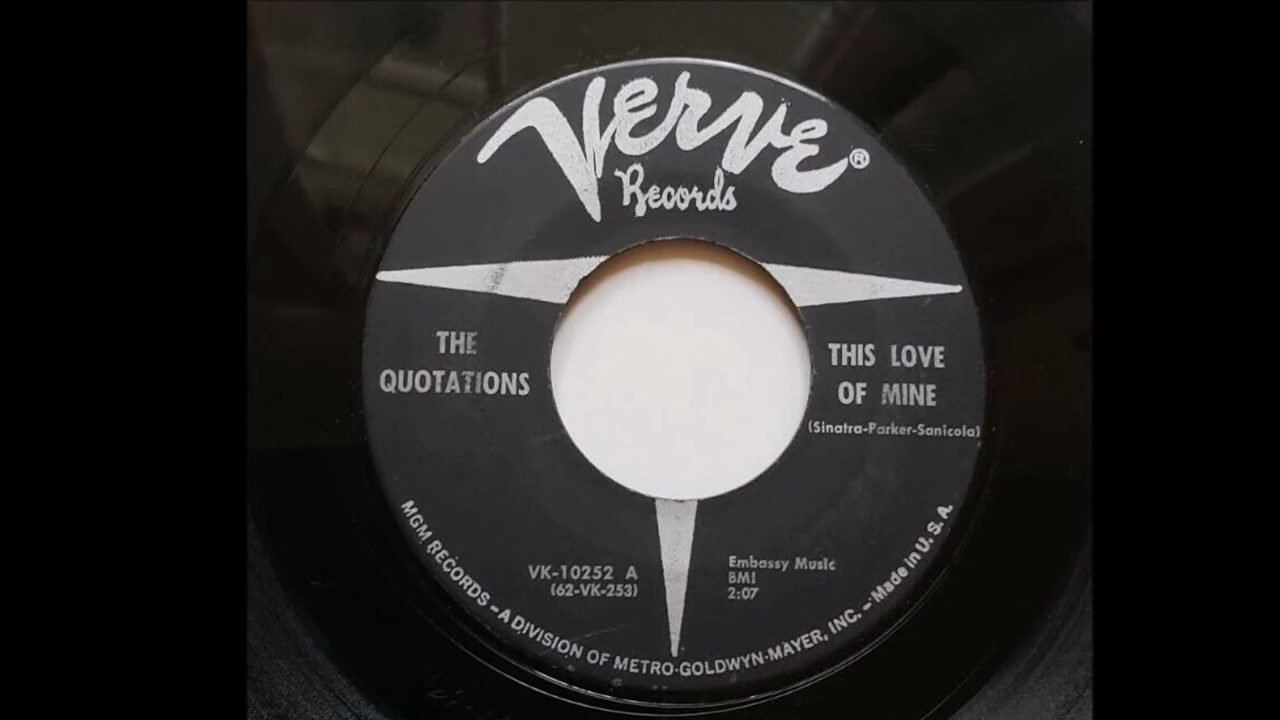 Verve®
Records
THE
QUOTATIONS
THIS LOVE
OF MINE
(Sinatra-Parker-Sanicola)
VK-10252 A
(62-VK-253)
Embassy Music
BMI
2:07
MGM RECORDS – A DIVISION OF METRO-GOLDWYN-MAYER, INC. – Made in U. S. A.